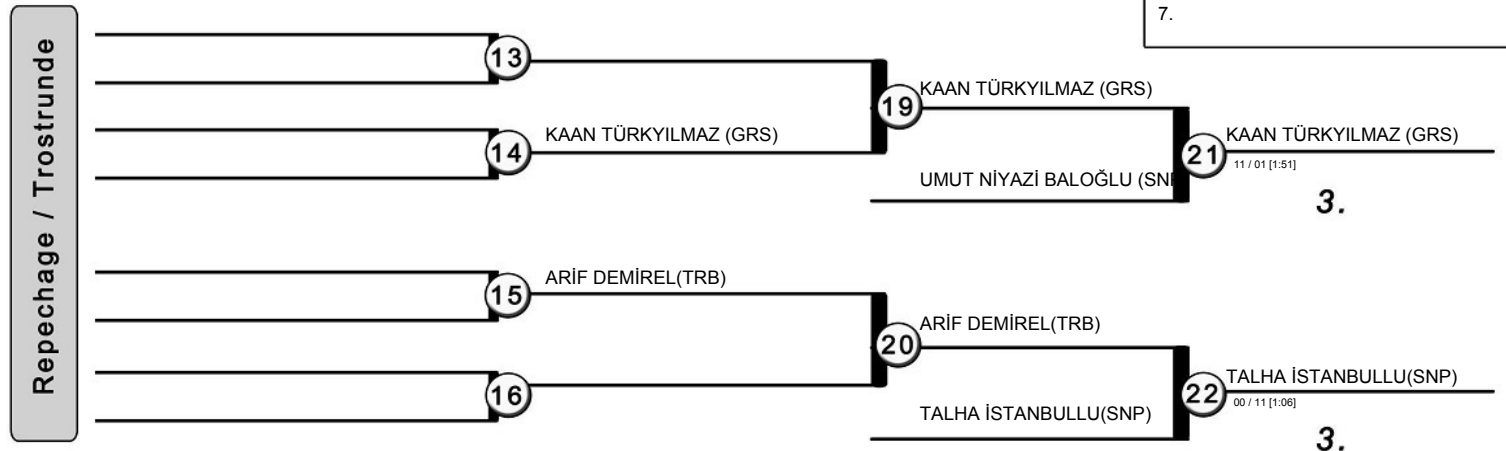 7.
Repechage / Trostrunde
13
KAAN TÜRKYILMAZ (GRS)
19
KAAN TÜRKYILMAZ (GRS)
14
KAAN TÜRKYILMAZ (GRS)
21
11 / 01 [1:51]
UMUT NİYAZİ BALOĞLU (SNP
3.
ARİF DEMİREL(TRB)
15
ARİF DEMİREL(TRB)
20
TALHA İSTANBULLU(SNP)
22
00 / 11 [1:06]
16
TALHA İSTANBULLU(SNP)
3.